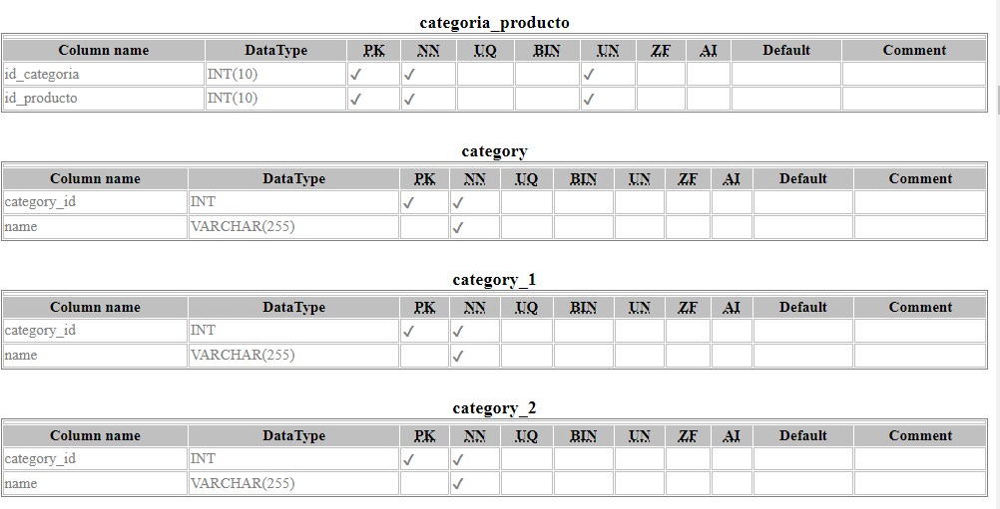 categoria_producto
Column name DataType PK NN UQ BIN UN ZF AI Default Comment
id_categoria INT(10) ✓ ✓ ✓
id_producto INT(10) ✓ ✓ ✓
category
Column name DataType PK NN UQ BIN UN ZF AI Default Comment
category_id INT ✓ ✓
name VARCHAR(255) ✓
category_1
Column name DataType PK NN UQ BIN UN ZF AI Default Comment
category_id INT ✓ ✓
name VARCHAR(255) ✓
category_2
Column name DataType PK NN UQ BIN UN ZF AI Default Comment
category_id INT ✓ ✓
name VARCHAR(255) ✓